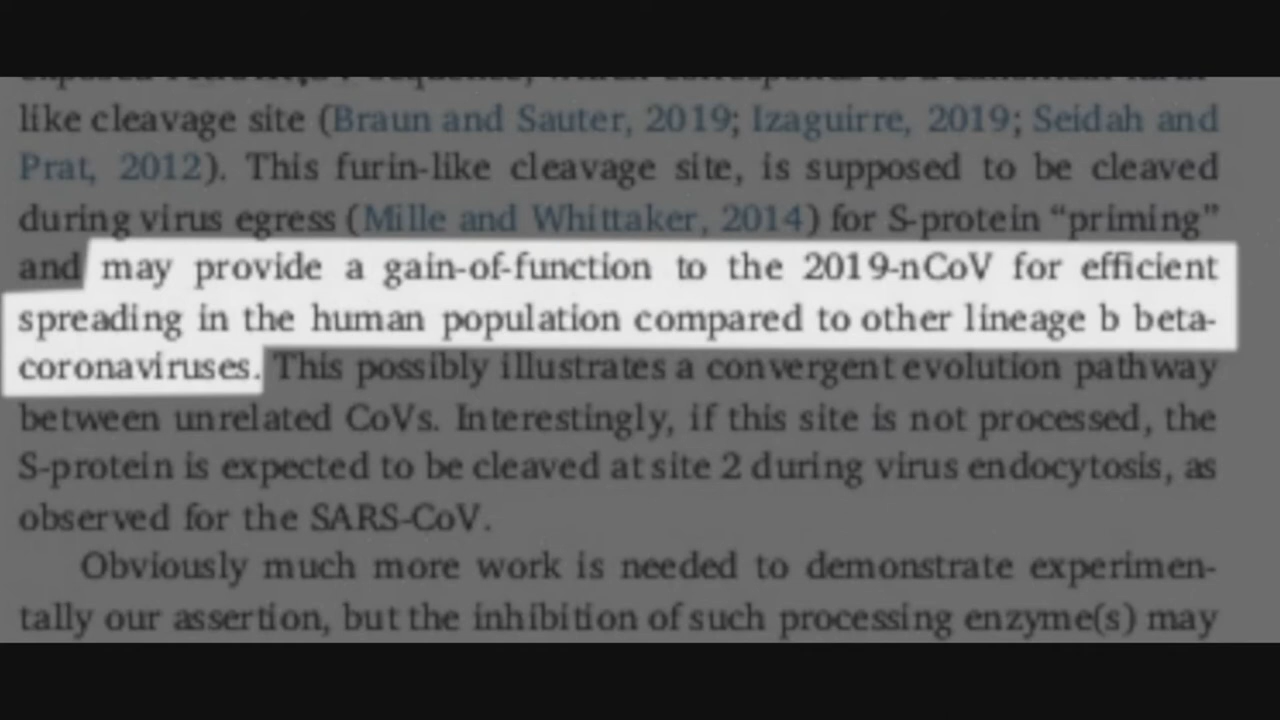 like cleavage site (Braun and Sauter, 2019; Izaguirre, 2019; Seidah and
Prat, 2012). This furin-like cleavage site, is supposed to be cleaved
during virus egress (Mille and Whittaker, 2014) for S-protein “priming”
and may provide a gain-of-function to the 2019-nCoV for efficient
spreading in the human population compared to other lineage b beta-
coronaviruses. This possibly illustrates a convergent evolution pathway
between unrelated CoVs. Interestingly, if this site is not processed, the
S-protein is expected to be cleaved at site 2 during virus endocytosis, as
observed for the SARS-CoV.
Obviously much more work is needed to demonstrate experimen-
tally our assertion, but the inhibition of such processing enzyme(s) may